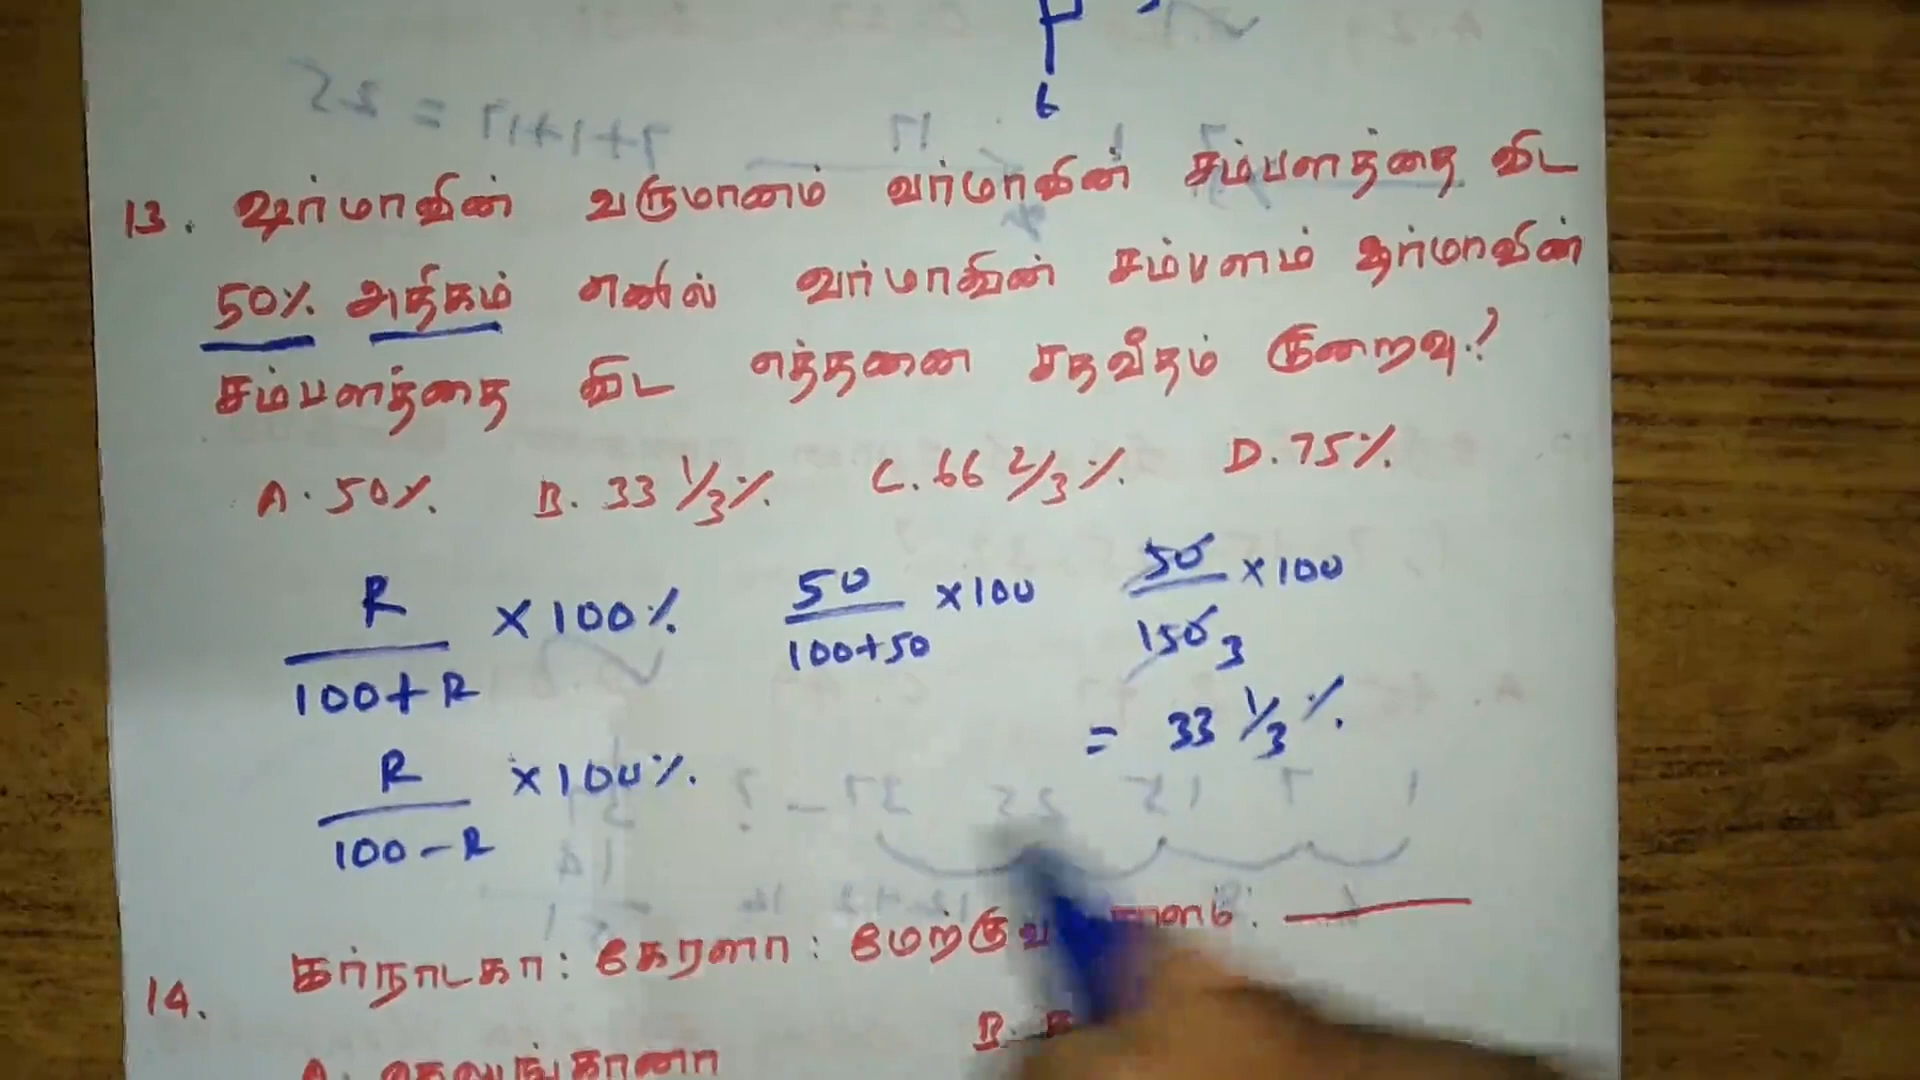 6
13. ஷர்மாவின் வருமானம் வர்மாவின் சம்பளத்தை விட
50% அதிகம் எனில் வர்மாவின் சம்பளம் ஷர்மாவின்
சம்பளத்தை விட எத்தனை சதவீதம் குறைவு?
A. 50% B. 33 1/3% C. 66 2/3% D. 75%
R/100+R × 100% 50/100+50 × 100 50/150 3 × 100
= 33 1/3 %
R/100-R × 100%
14. கர்நாடகா : கேரளா :
A. தெலுங்கானா B.